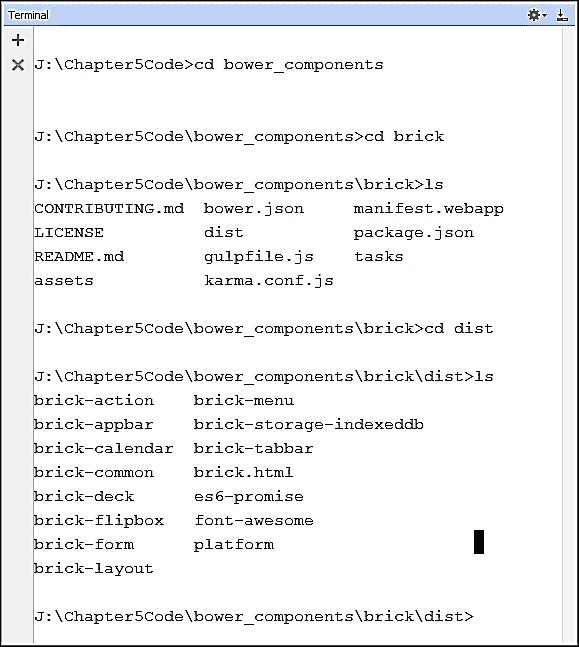 Terminal
J:\Chapter5Code>cd bower_components
J:\Chapter5Code\bower_components>cd brick
J:\Chapter5Code\bower_components\brick>ls
CONTRIBUTING.md  bower.json     manifest.webapp
LICENSE          dist           package.json
README.md        gulpfile.js    tasks
assets           karma.conf.js
J:\Chapter5Code\bower_components\brick>cd dist
J:\Chapter5Code\bower_components\brick\dist>ls
brick-action    brick-menu
brick-appbar    brick-storage-indexeddb
brick-calendar  brick-tabbar
brick-common    brick.html
brick-deck      es6-promise
brick-flipbox   font-awesome
brick-form      platform
brick-layout
J:\Chapter5Code\bower_components\brick\dist>